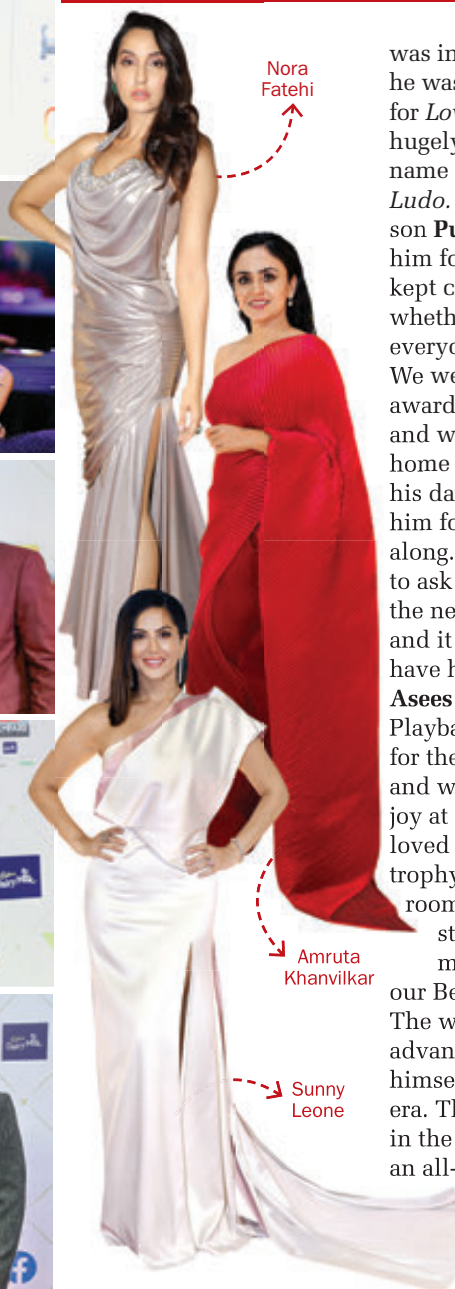 Nora
Fatehi
Amruta
Khanvilkar
Sunny
Leone
was in
he was
for Lov
hugely
name
Ludo.
son Pu
him fo
kept c
wheth
everyo
We we
award
and w
home
his da
him fo
along.
to ask
the ne
and it
have h
Asees
Playba
for the
and w
joy at
loved
trophy
room
st
m
our Be
The w
advan
himse
era. Th
in the
an all-